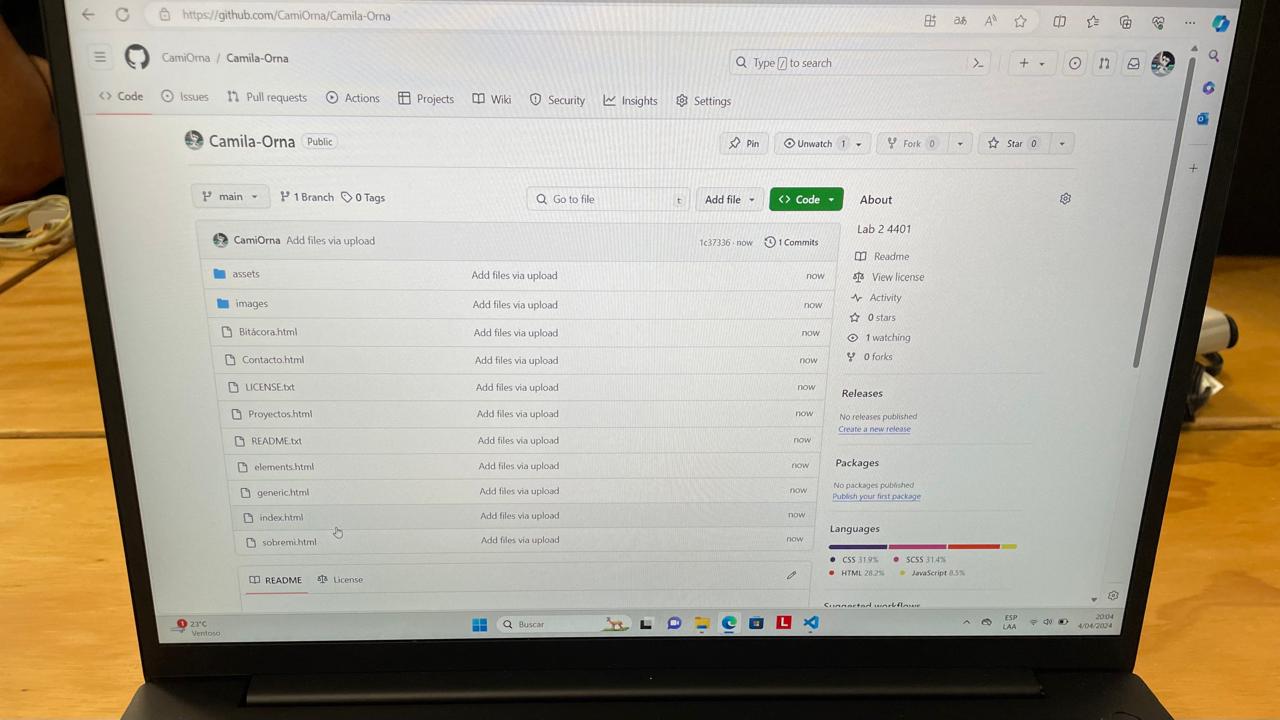 https://github.com/CamiOrna/Camila-Orna
CamiOrna / Camila-Orna
Type / to search
Code Issues Pull requests Actions Projects Wiki Security Insights Settings
Camila-Orna Public
Pin Unwatch 1 Fork 0 Star 0
main 1 Branch 0 Tags Go to file t Add file Code
CamiOrna Add files via upload 1c37336 · now 1 Commits
assets Add files via upload now
images Add files via upload now
Bitácora.html Add files via upload now
Contacto.html Add files via upload now
LICENSE.txt Add files via upload now
Proyectos.html Add files via upload now
README.txt Add files via upload now
elements.html Add files via upload now
generic.html Add files via upload now
index.html Add files via upload now
sobremi.html Add files via upload now
README License
About
Lab 2 4401
Readme
View license
Activity
0 stars
1 watching
0 forks
Releases
No releases published
Create a new release
Packages
No packages published
Publish your first package
Languages
CSS 31.9% SCSS 31.4%
HTML 28.2% JavaScript 8.5%
Suggested workflows
1 23°C
Ventoso
Buscar
L
ESP
LAA
20:04
4/04/2024